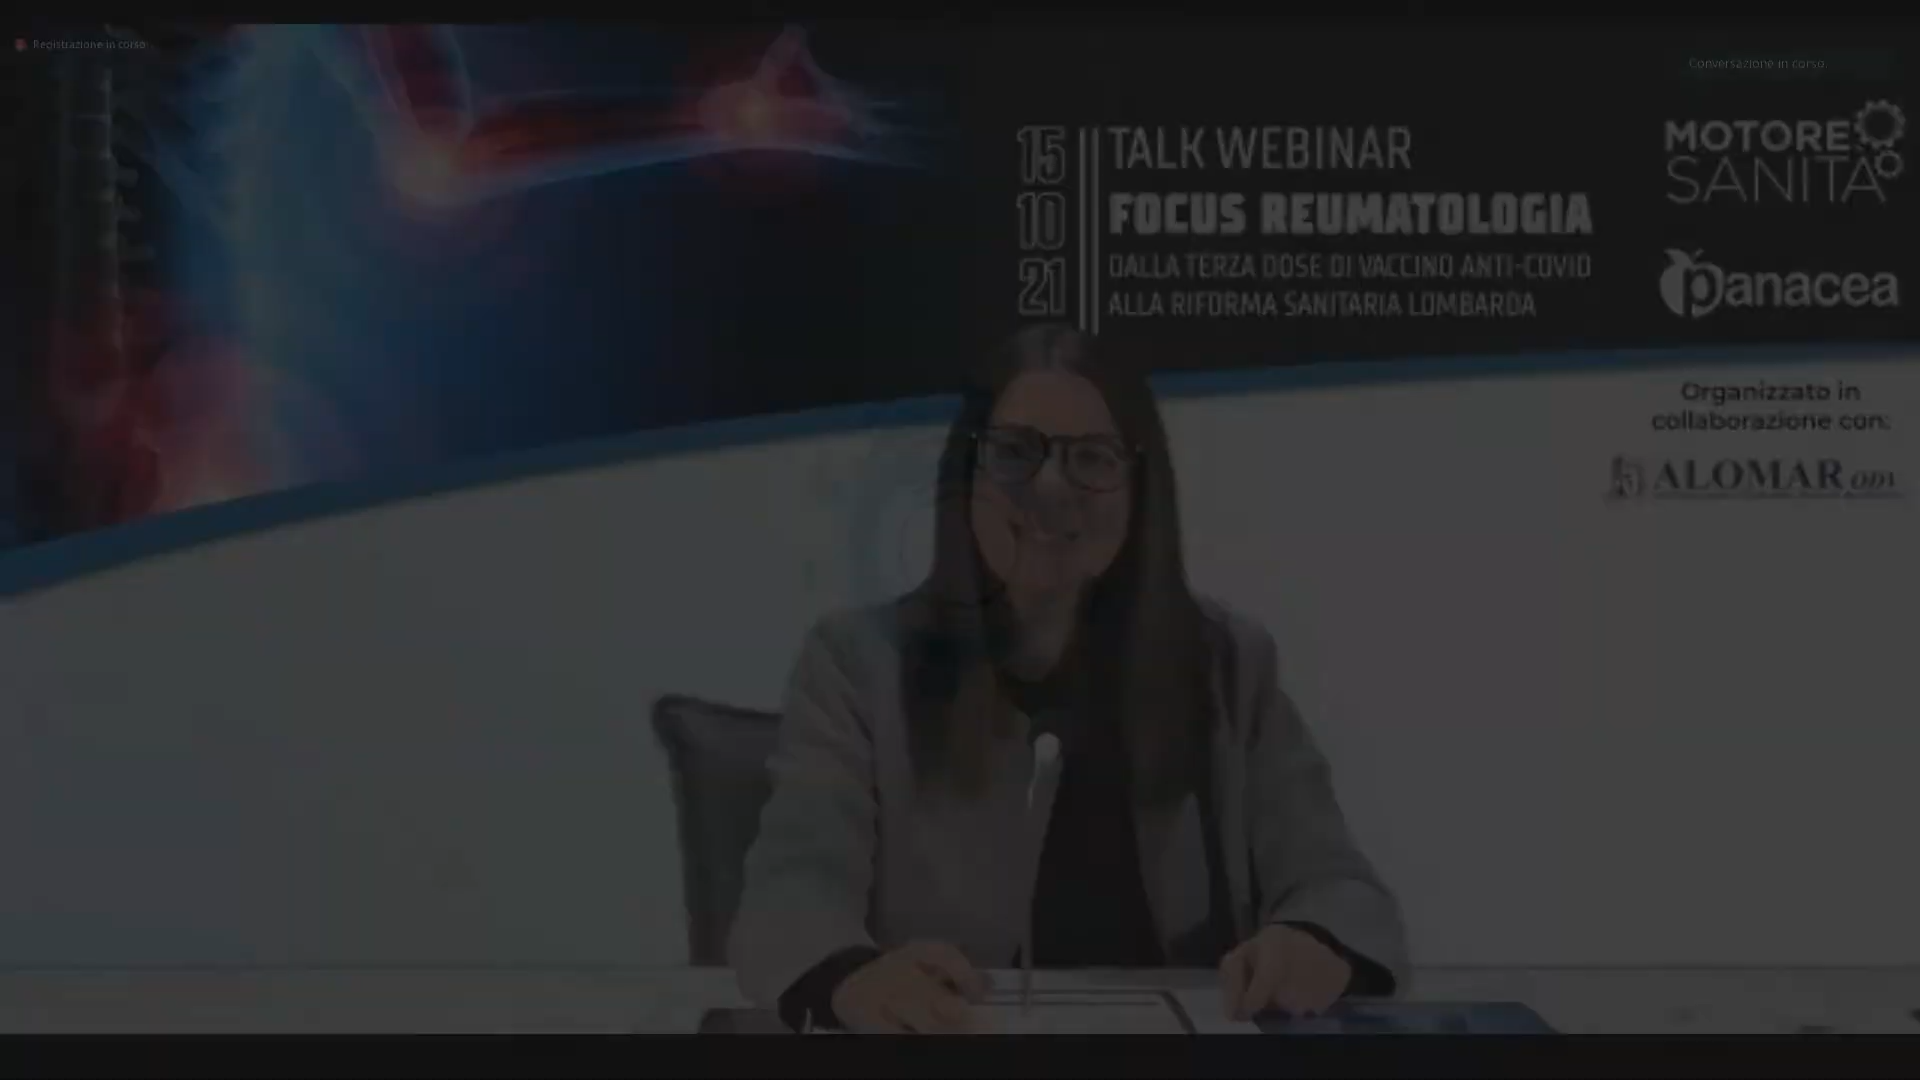 Registrazione in corso
Conversazione in corso
15
10
21
TALK WEBINAR
FOCUS REUMATOLOGIA
DALLA TERZA DOSE DI VACCINO ANTI-COVID
ALLA RIFORMA SANITARIA LOMBARDA
MOTORE
SANITÀ
panacea
Organizzato in
collaborazione con:
ALOMAR ODV